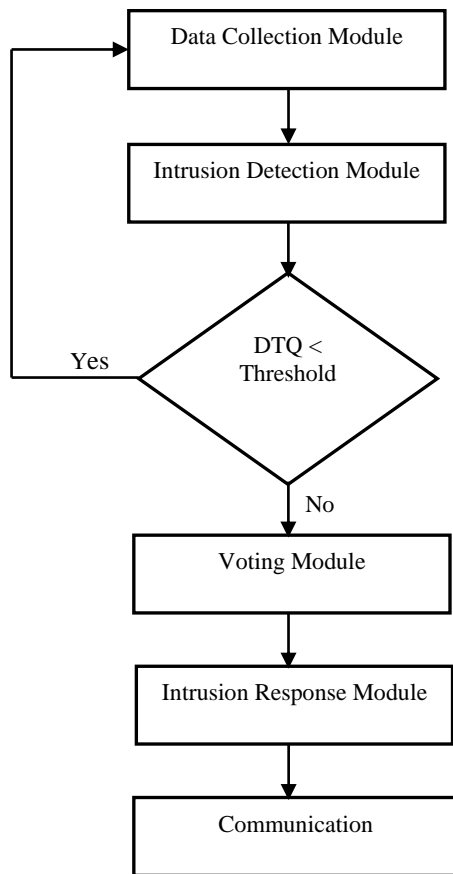 Data Collection Module
Intrusion Detection Module
DTQ <
Threshold
Yes
No
Voting Module
Intrusion Response Module
Communication